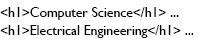 <h1>Computer Science</h1> ...
<h1>Electrical Engineering</h1> ...